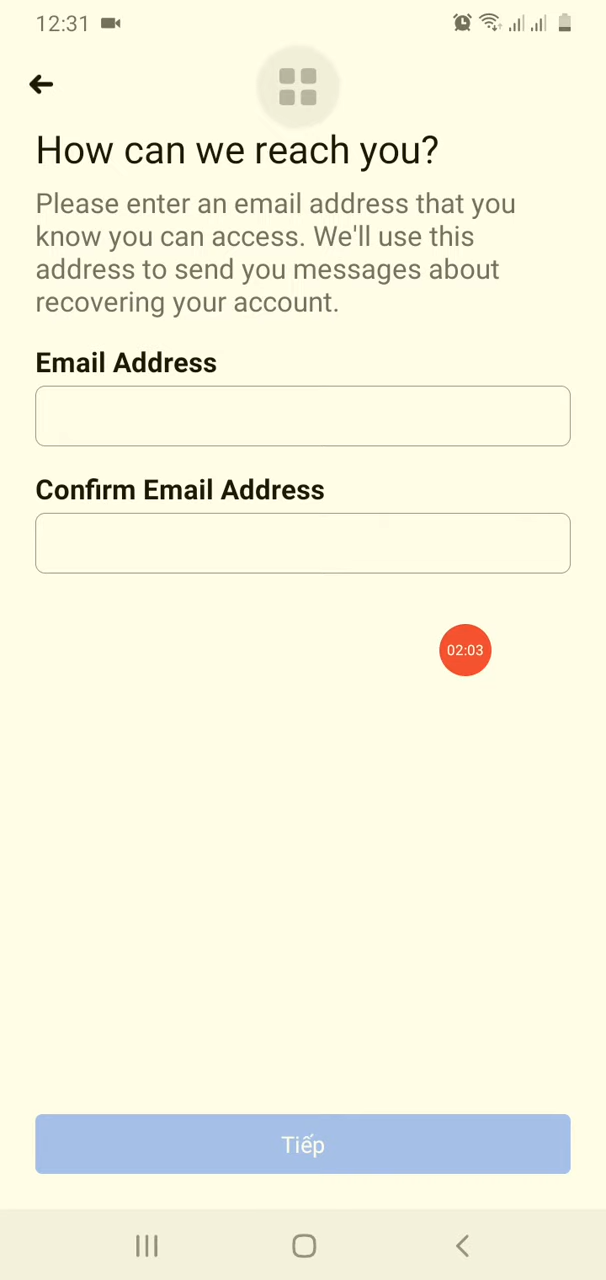 12:31
How can we reach you?
Please enter an email address that you
know you can access. We'll use this
address to send you messages about
recovering your account.
Email Address
Confirm Email Address
02:03
Tiếp